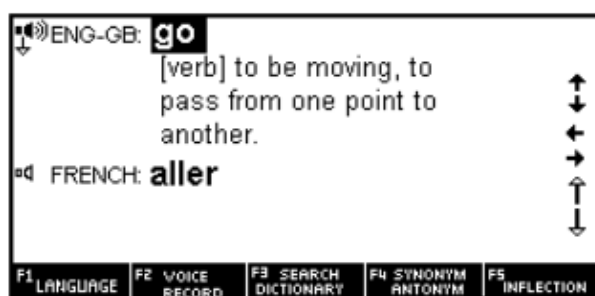 ENG-GB: go
[verb] to be moving, to
pass from one point to
another.
FRENCH: aller
F1 LANGUAGE F2 VOICE RECORD F3 SEARCH DICTIONARY F4 SYNONYM ANTONYM F5 INFLECTION